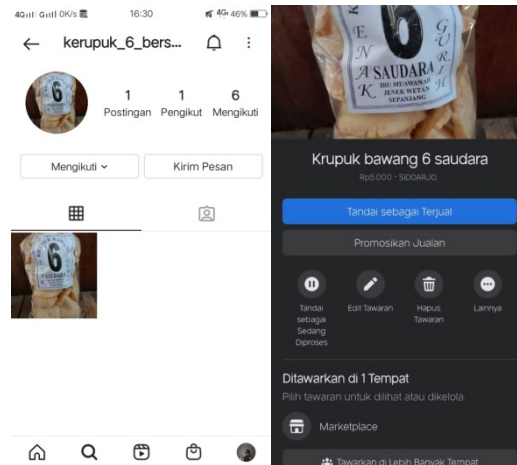 4G 0K/s 16:30 4G 46%
kerupuk_6_bers...
1 1 6
Postingan Pengikut Mengikuti
Mengikuti
Kirim Pesan
6
6
6
E N A K
G U R I H
SAUDARA
IBU MUAWANAH
JENEK WETAN
SEPANJANG
Krupuk bawang 6 saudara
Rp5.000 - SIDOARJO.
Tandai sebagai Terjual
Promosikan Jualan
Tandai
sebagai
Sedang
Diproses
Edit Tawaran
Hapus
Tawaran
Lainnya
Ditawarkan di 1 Tempat
Pilih tawaran untuk dilihat atau dikelola.
Marketplace
Tawarkan di Lebih Banyak Tempat